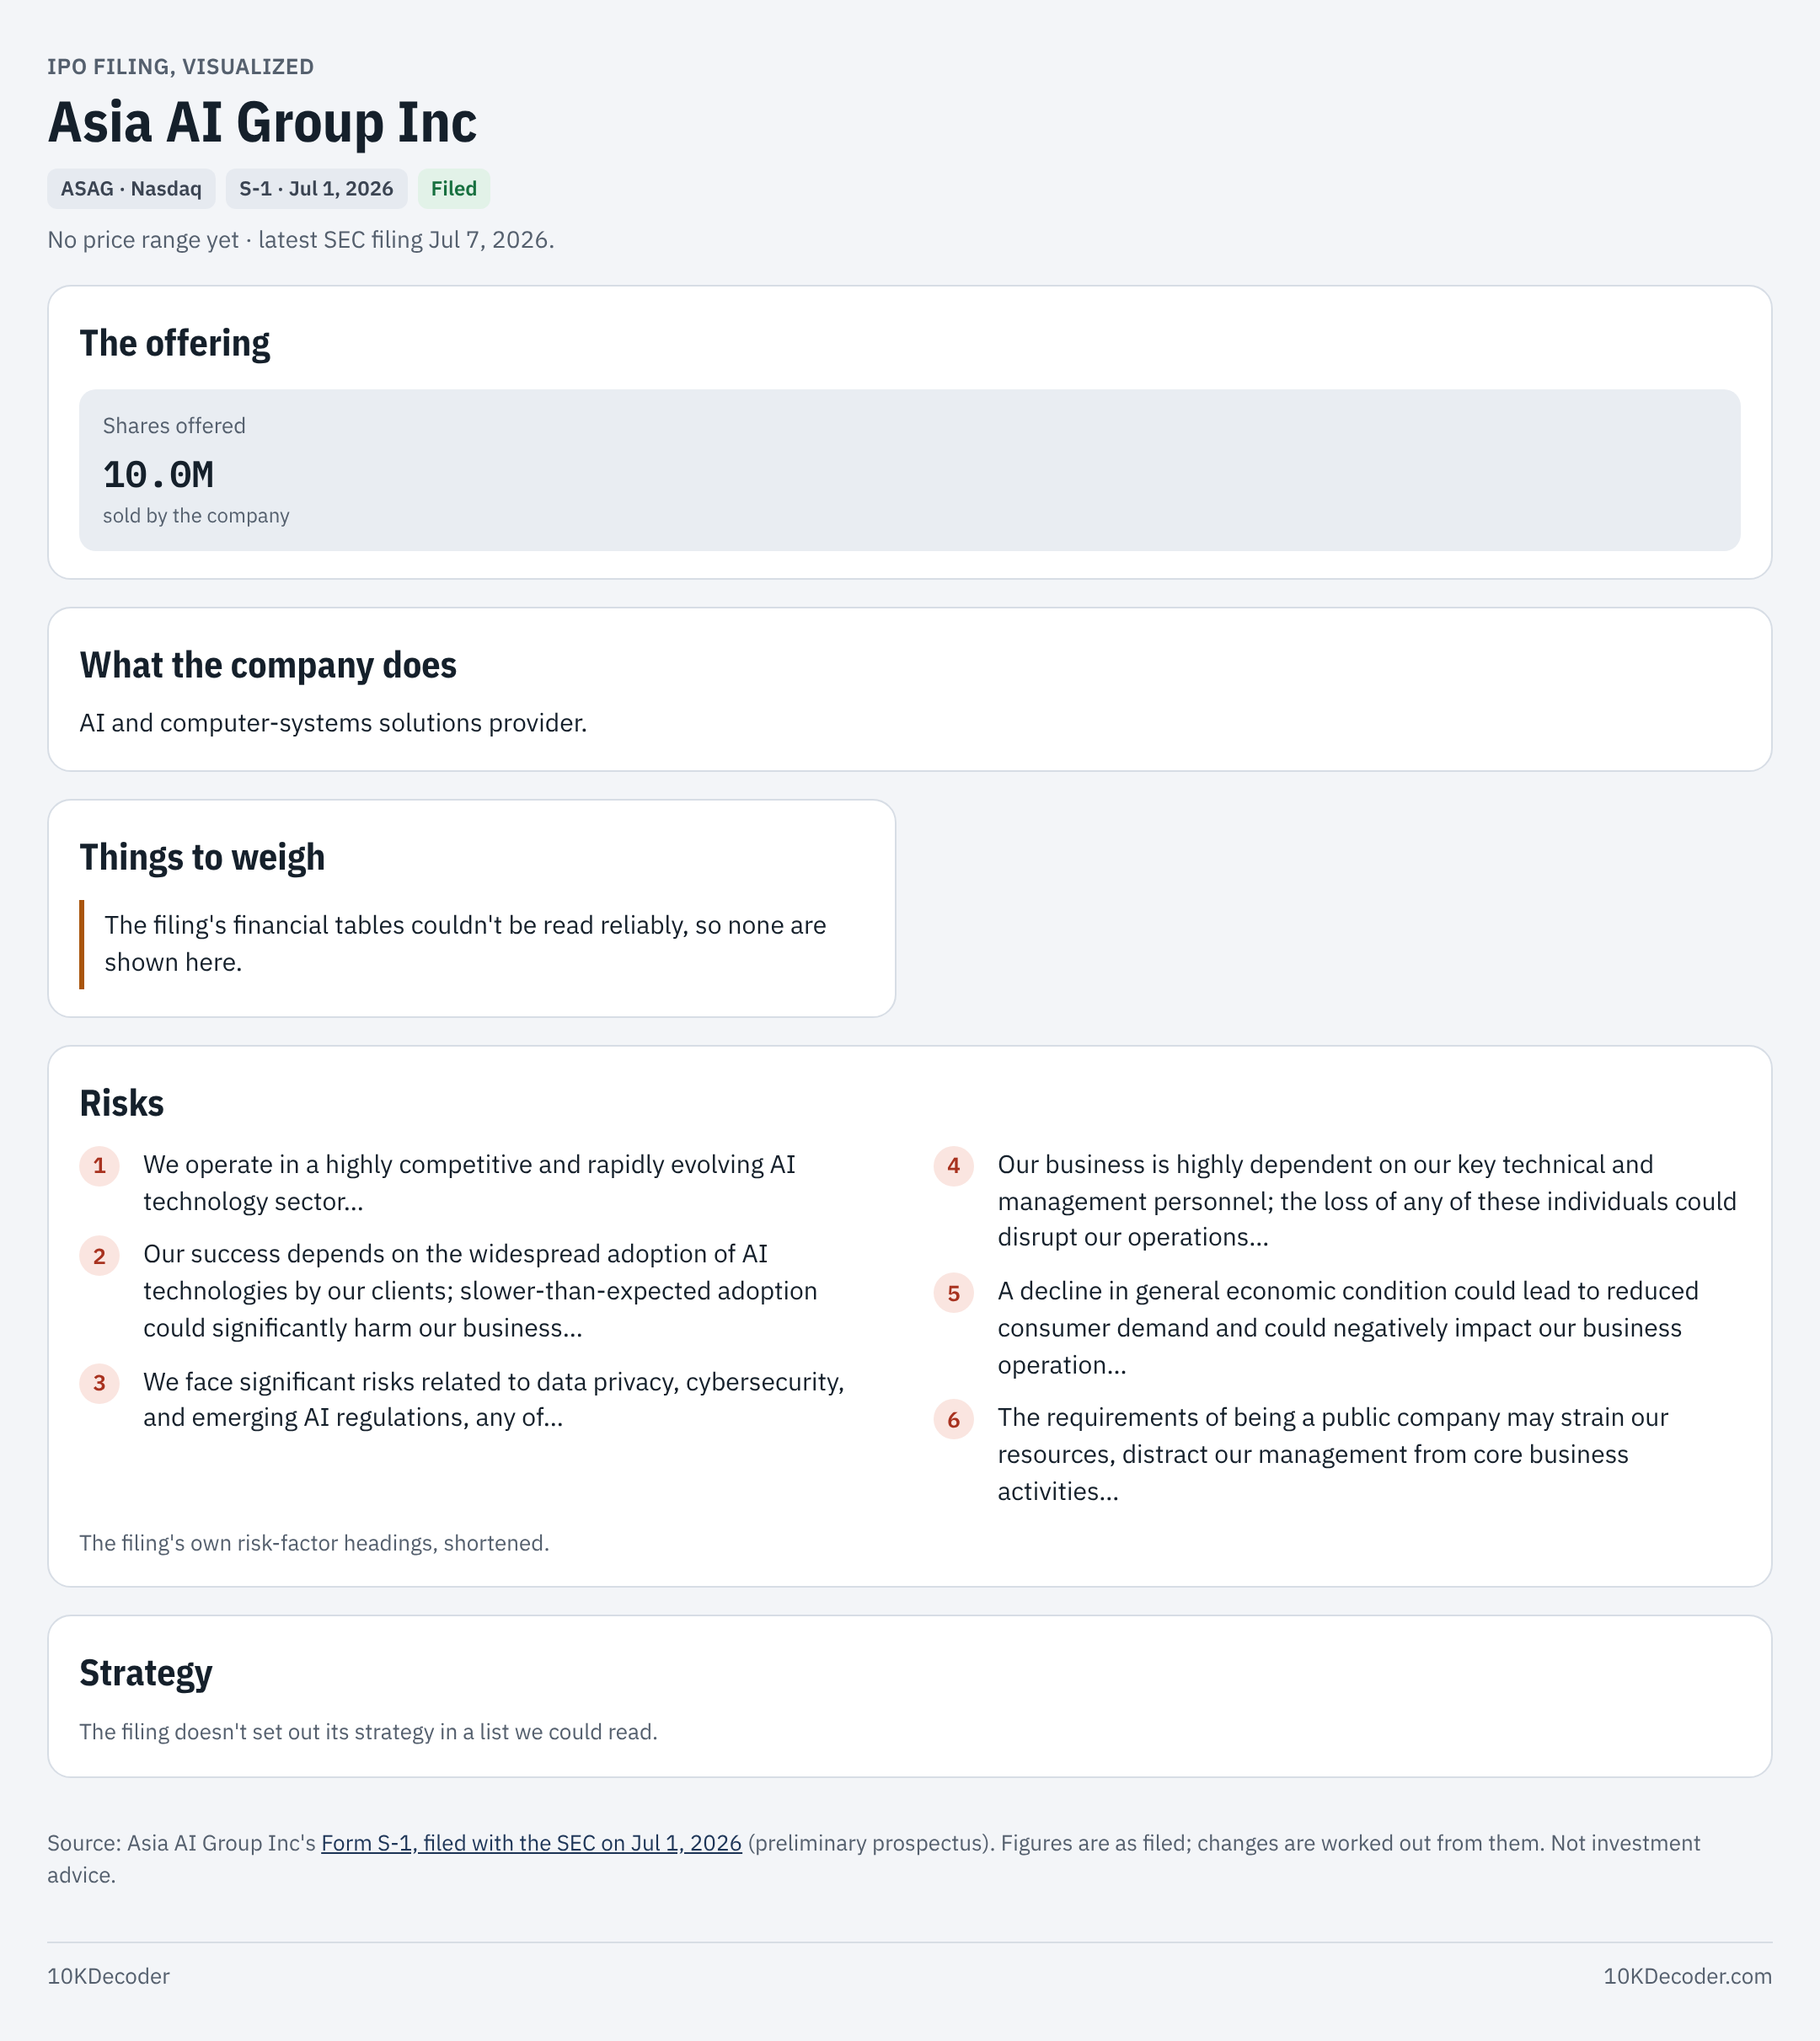 IPO FILING, VISUALIZED
Asia AI Group Inc
ASAG · Nasdaq
S-1 · Jul 1, 2026
Filed
No price range yet · latest SEC filing Jul 7, 2026.
The offering
Shares offered
10.0M
sold by the company
What the company does
AI and computer-systems solutions provider.
Things to weigh
The filing's financial tables couldn't be read reliably, so none are
shown here.
Risks
1
We operate in a highly competitive and rapidly evolving AI
technology sector...
2
Our success depends on the widespread adoption of AI
technologies by our clients; slower-than-expected adoption
could significantly harm our business...
3
We face significant risks related to data privacy, cybersecurity,
and emerging AI regulations, any of...
4
Our business is highly dependent on our key technical and
management personnel; the loss of any of these individuals could
disrupt our operations...
5
A decline in general economic condition could lead to reduced
consumer demand and could negatively impact our business
operation...
6
The requirements of being a public company may strain our
resources, distract our management from core business
activities...
The filing's own risk-factor headings, shortened.
Strategy
The filing doesn't set out its strategy in a list we could read.
Source: Asia AI Group Inc's Form S-1, filed with the SEC on Jul 1, 2026 (preliminary prospectus). Figures are as filed; changes are worked out from them. Not investment
advice.
10KDecoder
10KDecoder.com